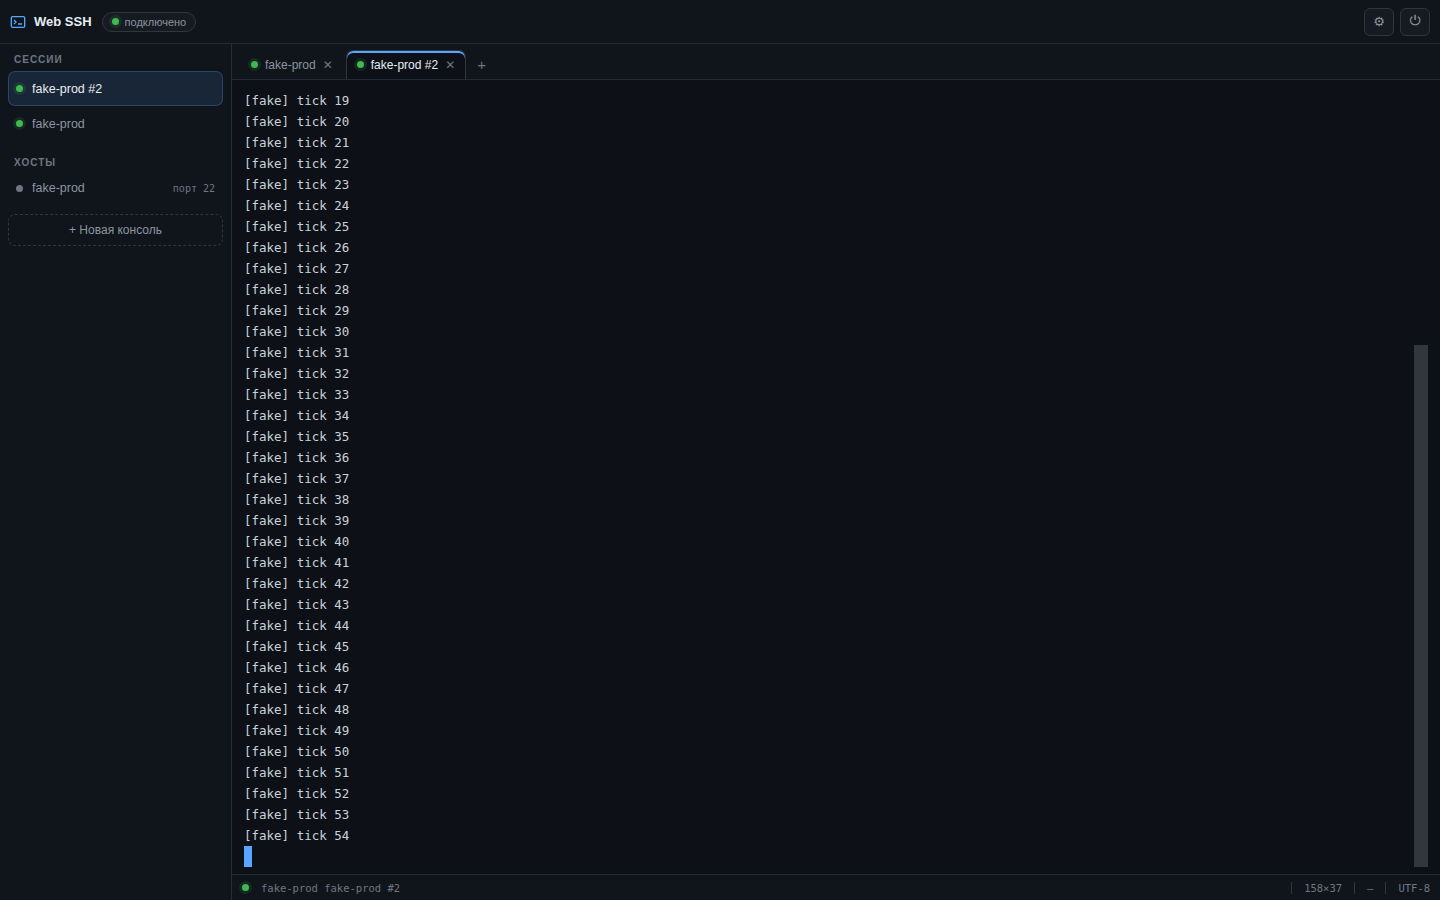 Web SSH подключено ⚙ ⏻
СЕССИИ
fake-prod #2
fake-prod
ХОСТЫ
fake-prod порт 22
+ Новая консоль
fake-prod ✕ fake-prod #2 ✕ +
[fake] tick 19
[fake] tick 20
[fake] tick 21
[fake] tick 22
[fake] tick 23
[fake] tick 24
[fake] tick 25
[fake] tick 26
[fake] tick 27
[fake] tick 28
[fake] tick 29
[fake] tick 30
[fake] tick 31
[fake] tick 32
[fake] tick 33
[fake] tick 34
[fake] tick 35
[fake] tick 36
[fake] tick 37
[fake] tick 38
[fake] tick 39
[fake] tick 40
[fake] tick 41
[fake] tick 42
[fake] tick 43
[fake] tick 44
[fake] tick 45
[fake] tick 46
[fake] tick 47
[fake] tick 48
[fake] tick 49
[fake] tick 50
[fake] tick 51
[fake] tick 52
[fake] tick 53
[fake] tick 54
fake-prod fake-prod #2 158×37 — UTF-8